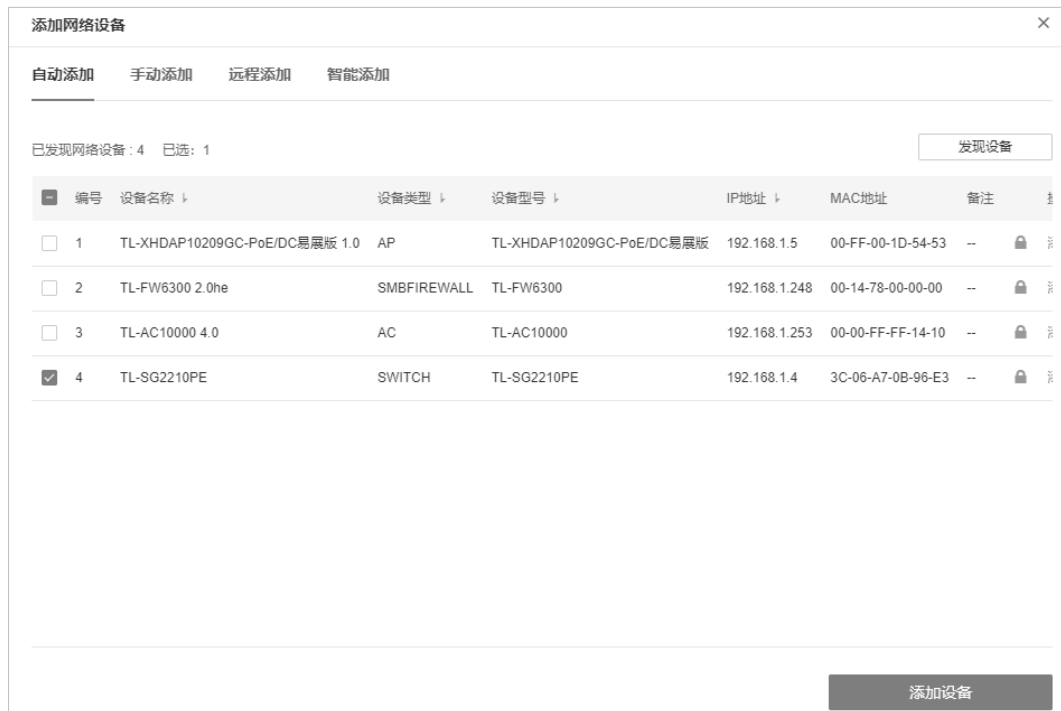 添加网络设备
自动添加 手动添加 远程添加 智能添加
已发现网络设备 : 4 已选: 1 发现设备
编号 设备名称 设备类型 设备型号 IP地址 MAC地址 备注
1 TL-XHDAP10209GC-PoE/DC易展版 1.0 AP TL-XHDAP10209GC-PoE/DC易展版 192.168.1.5 00-FF-00-1D-54-53 --
2 TL-FW6300 2.0he SMBFIREWALL TL-FW6300 192.168.1.248 00-14-78-00-00-00 --
3 TL-AC10000 4.0 AC TL-AC10000 192.168.1.253 00-00-FF-FF-14-10 --
4 TL-SG2210PE SWITCH TL-SG2210PE 192.168.1.4 3C-06-A7-0B-96-E3 --
添加设备